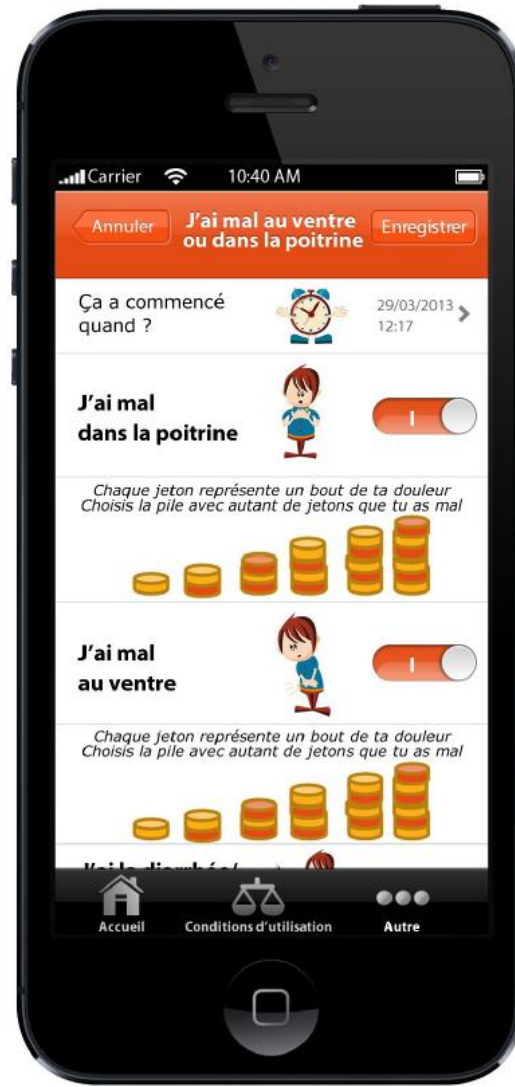 Carrier 10:40 AM
Annuler
J'ai mal au ventre
ou dans la poitrine
Enregistrer
Ça a commencé
quand ?
29/03/2013
12:17
J'ai mal
dans la poitrine
I
Chaque jeton représente un bout de ta douleur
Choisis la pile avec autant de jetons que tu as mal
J'ai mal
au ventre
I
Chaque jeton représente un bout de ta douleur
Choisis la pile avec autant de jetons que tu as mal
J'ai la diarrhée/
Accueil
Conditions d'utilisation
Autre